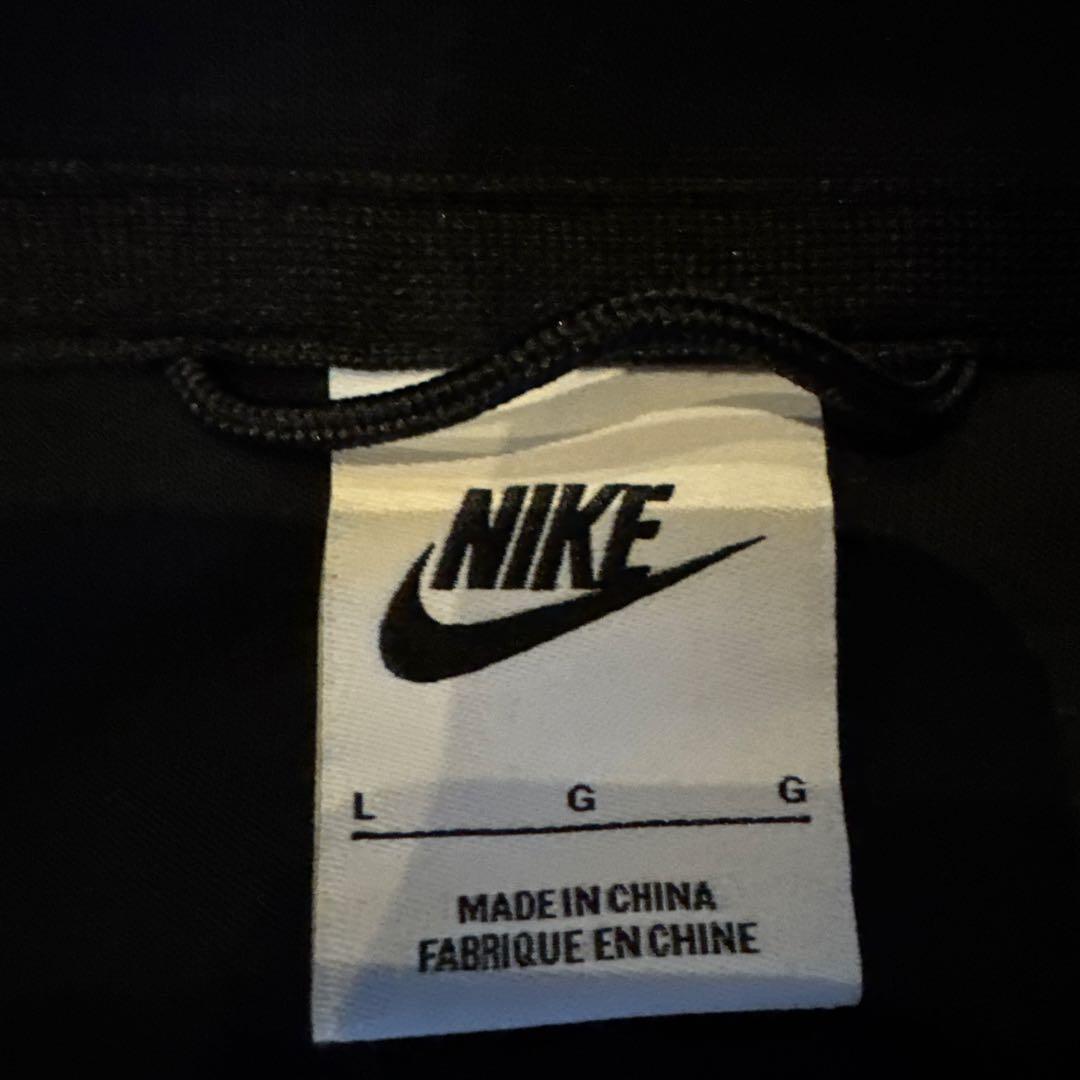 NIKE
L G G
MADE IN CHINA
FABRIQUE EN CHINE